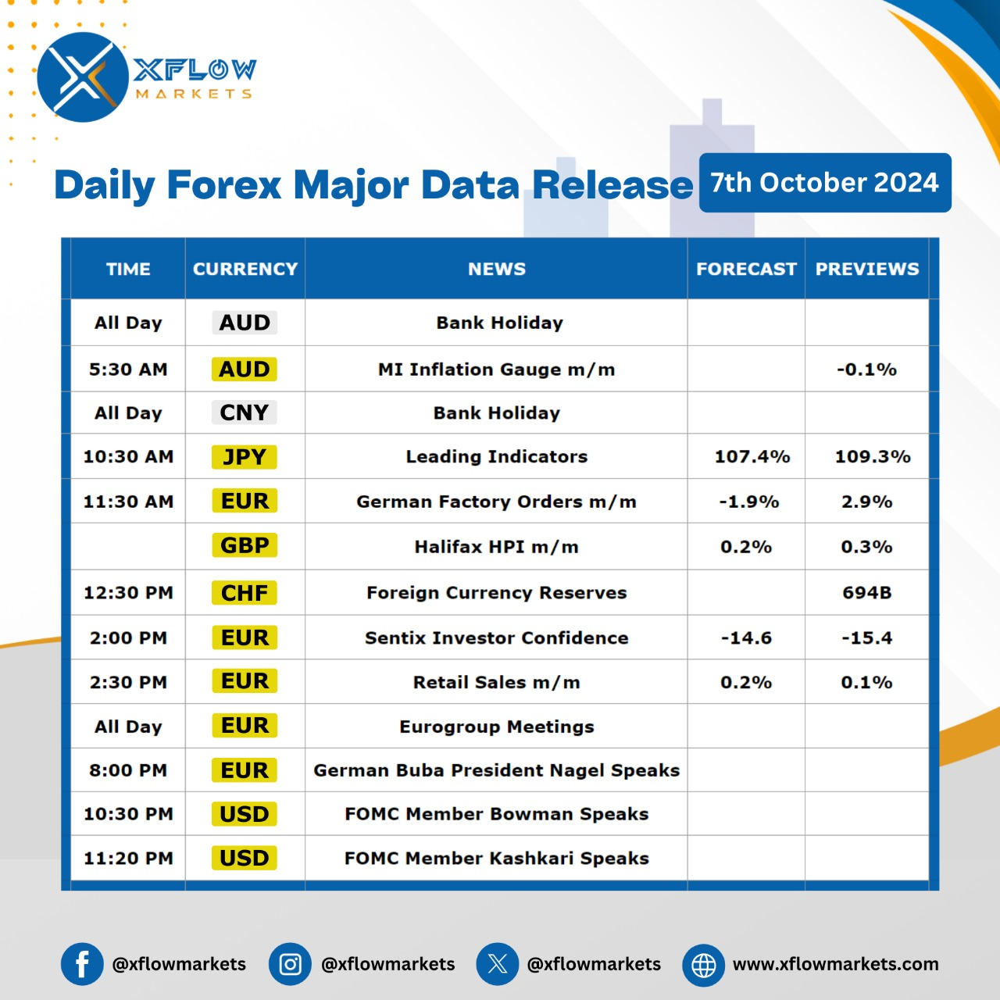 XFLOW
MARKETS
Daily Forex Major Data Release 7th October 2024
TIME CURRENCY NEWS FORECAST PREVIEWS
All Day AUD Bank Holiday
5:30 AM AUD MI Inflation Gauge m/m -0.1%
All Day CNY Bank Holiday
10:30 AM JPY Leading Indicators 107.4% 109.3%
11:30 AM EUR German Factory Orders m/m -1.9% 2.9%
GBP Halifax HPI m/m 0.2% 0.3%
12:30 PM CHF Foreign Currency Reserves 694B
2:00 PM EUR Sentix Investor Confidence -14.6 -15.4
2:30 PM EUR Retail Sales m/m 0.2% 0.1%
All Day EUR Eurogroup Meetings
8:00 PM EUR German Buba President Nagel Speaks
10:30 PM USD FOMC Member Bowman Speaks
11:20 PM USD FOMC Member Kashkari Speaks
@xflowmarkets @xflowmarkets @xflowmarkets www.xflowmarkets.com